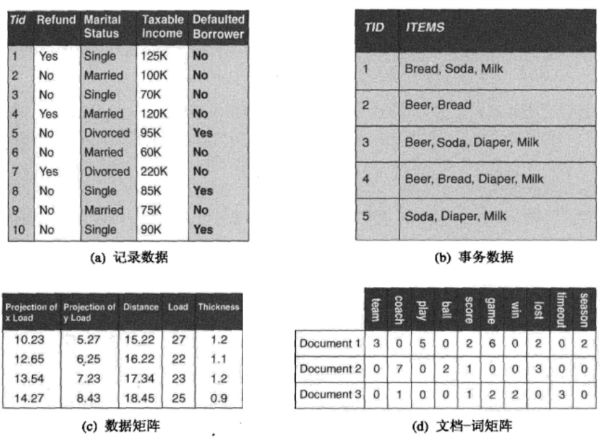 Tid Refund Marital Status Taxable Income Defaulted Borrower
1 Yes Single 125K No
2 No Married 100K No
3 No Single 70K No
4 Yes Married 120K No
5 No Divorced 95K Yes
6 No Married 60K No
7 Yes Divorced 220K No
8 No Single 85K Yes
9 No Married 75K No
10 No Single 90K Yes
(a) 记录数据
TID ITEMS
1 Bread, Soda, Milk
2 Beer, Bread
3 Beer, Soda, Diaper, Milk
4 Beer, Bread, Diaper, Milk
5 Soda, Diaper, Milk
(b) 事务数据
Projection of x Load Projection of y Load Distance Load Thickness
10.23 5.27 15.22 27 1.2
12.65 6.25 16.22 22 1.1
13.54 7.23 17.34 23 1.2
14.27 8.43 18.45 25 0.9
(c) 数据矩阵
team coach play ball score game win lost timeout season
Document 1 3 0 5 0 2 6 0 2 0 2
Document 2 0 7 0 2 1 0 0 3 0 0
Document 3 0 1 0 0 1 2 2 0 3 0
(d) 文档-词矩阵